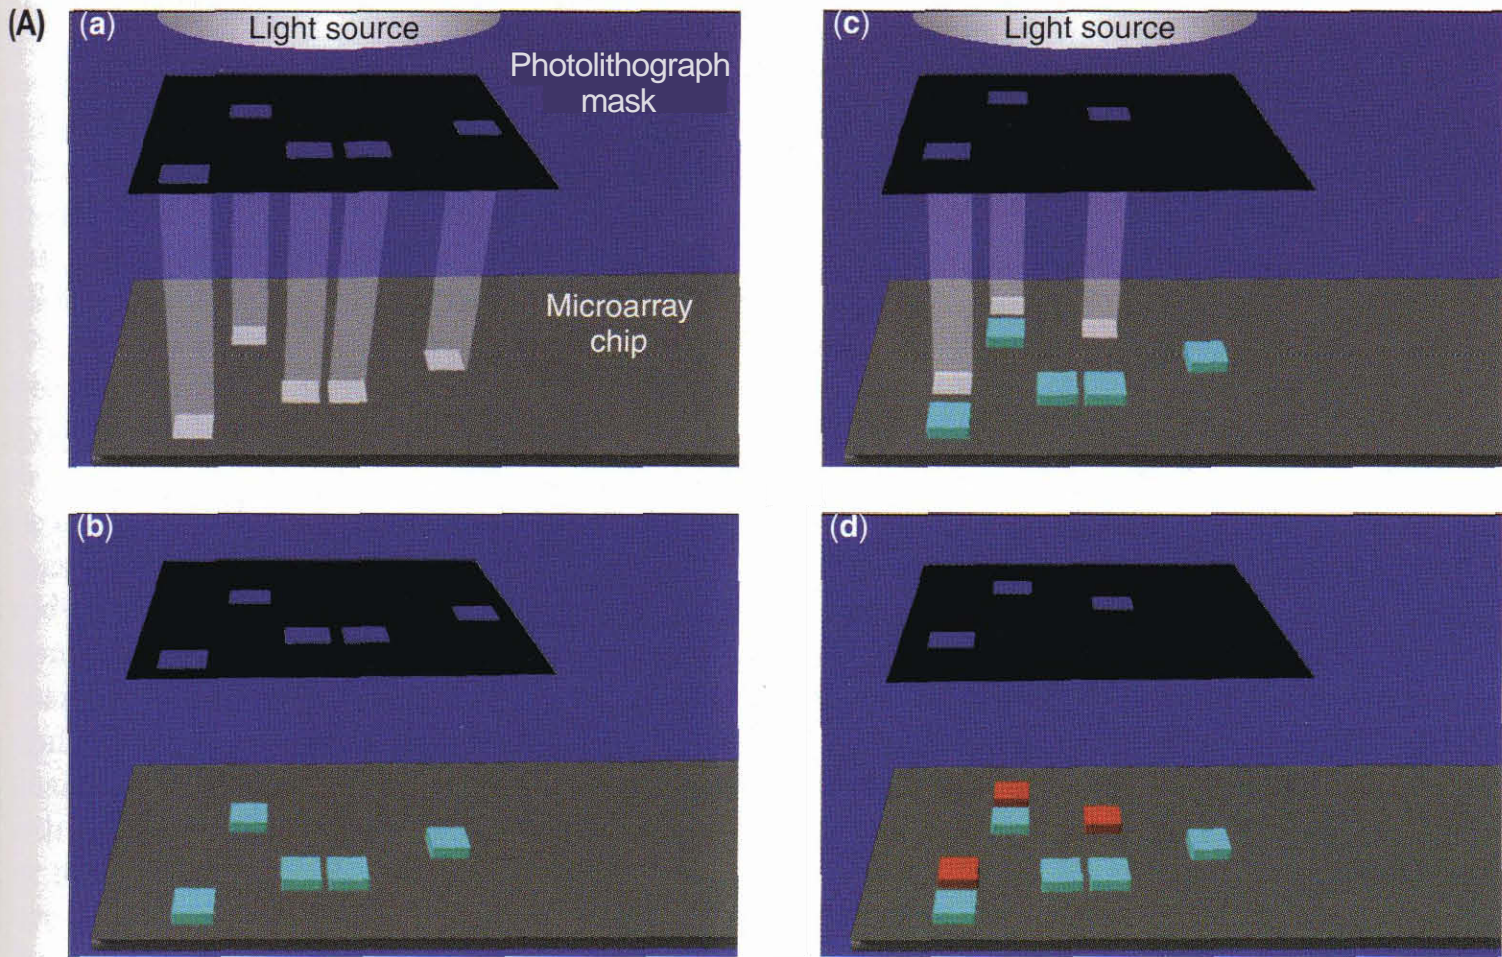 (A)
(a)
Light source
Photolithograph
mask
Microarray
chip
(b)
(c)
Light source
(d)